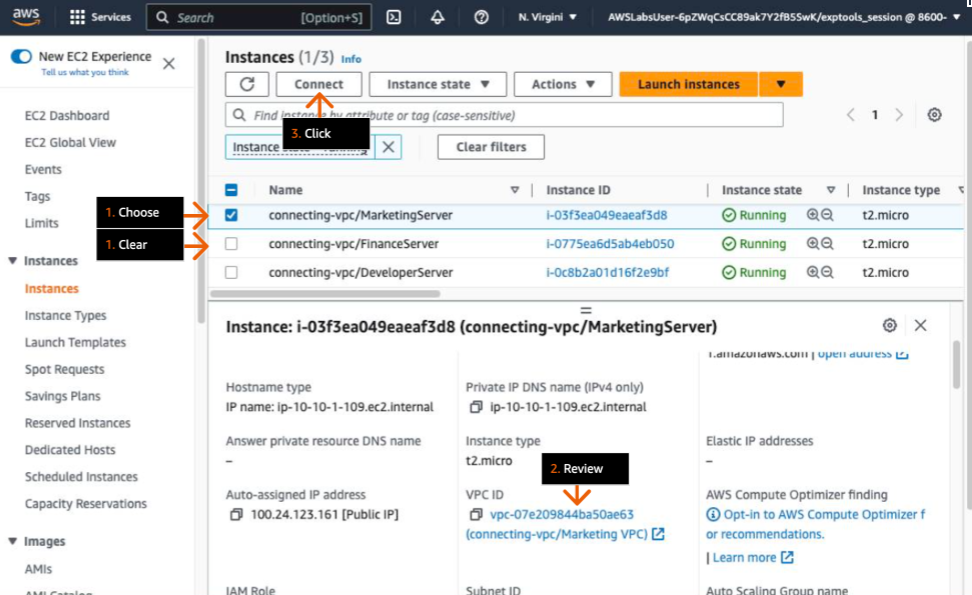 aws
Services
Search
[Option+S]
N. Virgini
AWSLabsUser-6pZWqCsCC89ak7Y2fB5SwK/exptools_session @ 8600-
New EC2 Experience
Tell us what you think
EC2 Dashboard
EC2 Global View
Events
Tags
Limits
Instances
Instances
Instance Types
Launch Templates
Spot Requests
Savings Plans
Reserved Instances
Dedicated Hosts
Scheduled Instances
Capacity Reservations
Images
AMIs
AMI Catalog
Instances (1/3) Info
Connect
Instance state
Actions
Launch instances
Find instance by attribute or tag (case-sensitive)
1
3. Click
Instance state = running
Clear filters
Name
Instance ID
Instance state
Instance type
1. Choose
connecting-vpc/MarketingServer
i-03f3ea049eaeaf3d8
Running
t2.micro
1. Clear
connecting-vpc/FinanceServer
i-0775ea6d5ab4eb050
Running
t2.micro
connecting-vpc/DeveloperServer
i-0c8b2a01d16f2e9bf
Running
t2.micro
Instance: i-03f3ea049eaeaf3d8 (connecting-vpc/MarketingServer)
1.amazonaws.com | open address
Hostname type
IP name: ip-10-10-1-109.ec2.internal
Private IP DNS name (IPv4 only)
ip-10-10-1-109.ec2.internal
Answer private resource DNS name
–
Instance type
t2.micro
Elastic IP addresses
–
2. Review
Auto-assigned IP address
100.24.123.161 [Public IP]
VPC ID
vpc-07e209844ba50ae63
(connecting-vpc/Marketing VPC)
AWS Compute Optimizer finding
Opt-in to AWS Compute Optimizer f
or recommendations.
| Learn more
IAM Role
Subnet ID
Auto Scaling Group name